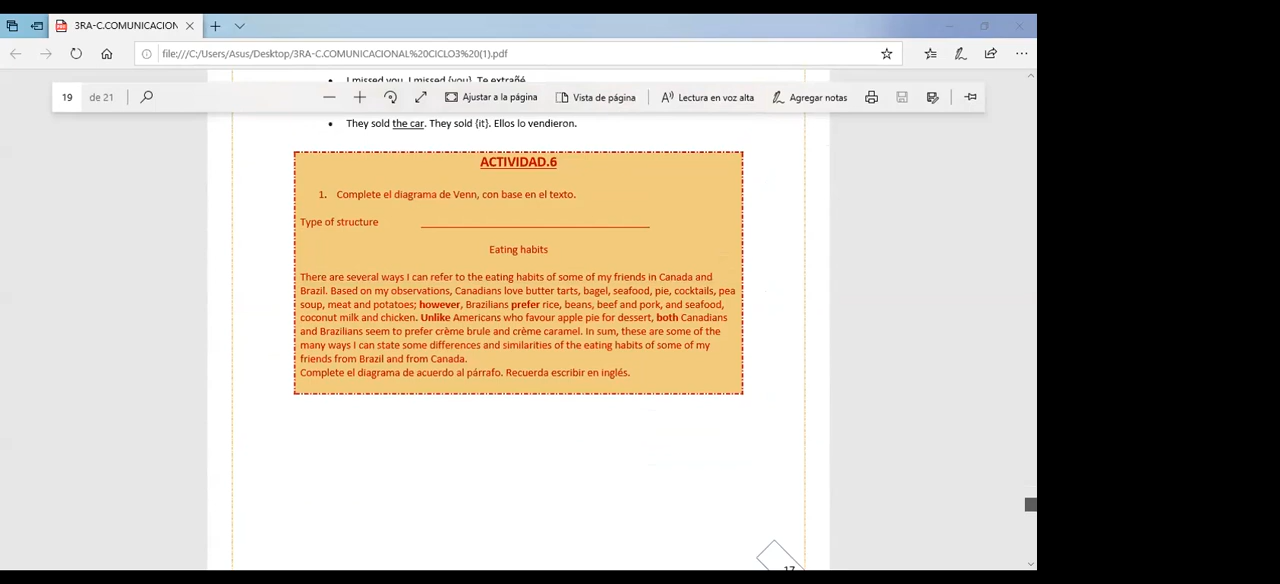 3RA-C.COMUNICACION
file:///C:/Users/Asus/Desktop/3RA-C.COMUNICACIONAL%20CICLO3%20(1).pdf
I missed you. I missed {you}. Te extrañé.
19 de 21
Ajustar a la página
Vista de página
Lectura en voz alta
Agregar notas
They sold the car. They sold {it}. Ellos lo vendieron.
ACTIVIDAD.6
1. Complete el diagrama de Venn, con base en el texto.
Type of structure
Eating habits
There are several ways I can refer to the eating habits of some of my friends in Canada and
Brazil. Based on my observations, Canadians love butter tarts, bagel, seafood, pie, cocktails, pea
soup, meat and potatoes; however, Brazilians prefer rice, beans, beef and pork, and seafood,
coconut milk and chicken. Unlike Americans who favour apple pie for dessert, both Canadians
and Brazilians seem to prefer crème brule and crème caramel. In sum, these are some of the
many ways I can state some differences and similarities of the eating habits of some of my
friends from Brazil and from Canada.
Complete el diagrama de acuerdo al párrafo. Recuerda escribir en inglés.
17